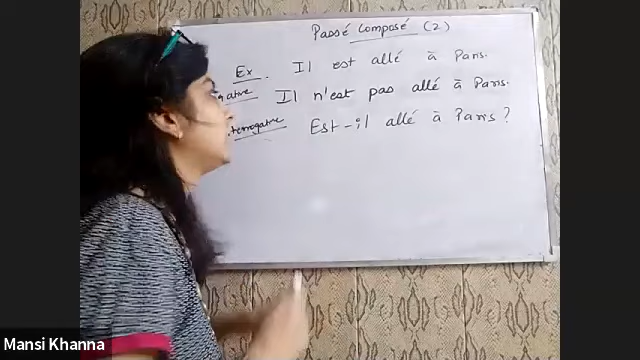 Passé Composé (2)
Ex. Il est allé à Paris.
Il n'est pas allé à Paris.
Est-il allé à Paris?
Mansi Khanna